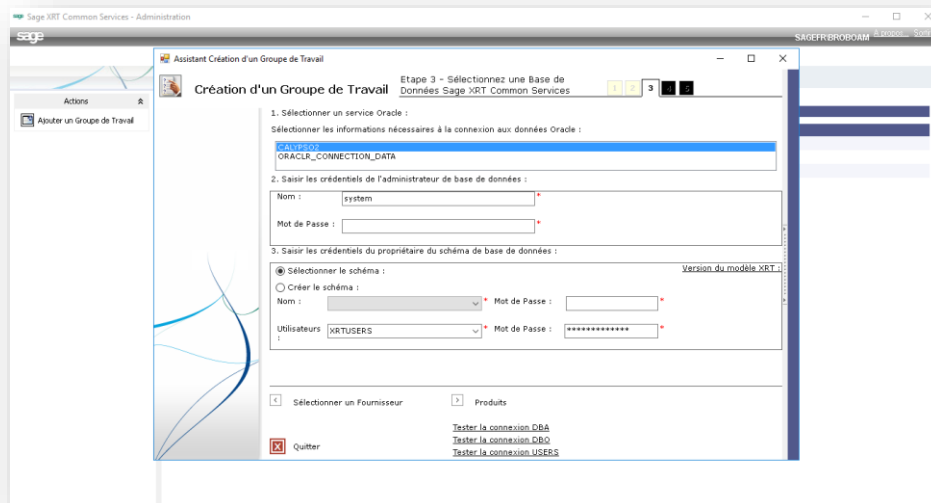 Sage XRT Common Services - Administration
sage
SAGEFR\BROBOAM A propos... Som
Assistant Création d'un Groupe de Travail
Création d'un Groupe de Travail
Etape 3 - Sélectionnez une Base de
Données Sage XRT Common Services
1 2 3 4 5
Actions
Ajouter un Groupe de Travail
1. Sélectionner un service Oracle :
Sélectionner les informations nécessaires à la connexion aux données Oracle :
CALYPSO2
ORACLR_CONNECTION_DATA
2. Saisir les crédentiels de l'administrateur de base de données :
Nom : system *
Mot de Passe : *
3. Saisir les crédentiels du propriétaire du schéma de base de données :
Sélectionner le schéma : Version du modèle XRT :
Créer le schéma :
Nom : * Mot de Passe : *
Utilisateurs : XRTUSERS * Mot de Passe : ************* *
< Sélectionner un Fournisseur > Produits
Tester la connexion DBA
Tester la connexion DBO
X Quitter
Tester la connexion USERS